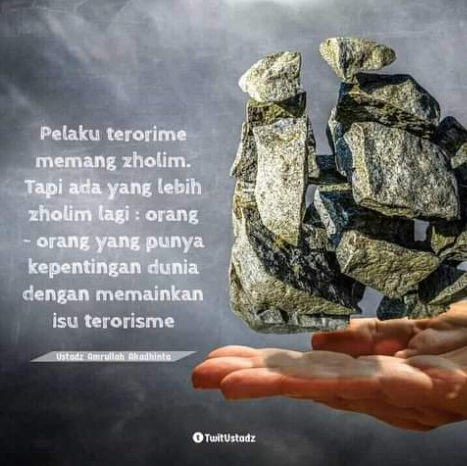 Pelaku terorime
memang zholim.
Tapi ada yang lebih
zholim lagi : orang
- orang yang punya
kepentingan dunia
dengan memainkan
isu terorisme
Ustadz Amrullah Akadhinta
TwitUstadz